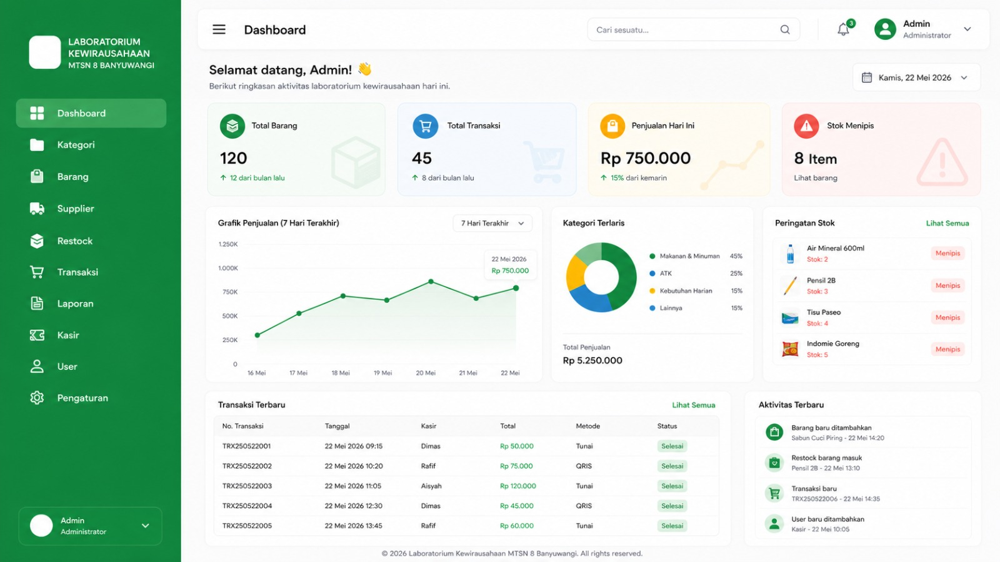 LABORATORIUM
KEWIRAUSAHAAN
MTSN 8 BANYUWANGI
Dashboard
Kategori
Barang
Supplier
Restock
Transaksi
Laporan
Kasir
User
Pengaturan
Admin
Administrator
Dashboard
Cari sesuatu...
3
Admin
Administrator
Selamat datang, Admin! 👋
Berikut ringkasan aktivitas laboratorium kewirausahaan hari ini.
Kamis, 22 Mei 2026
Total Barang
120
↑ 12 dari bulan lalu
Total Transaksi
45
↑ 8 dari bulan lalu
Penjualan Hari Ini
Rp 750.000
↑ 15% dari kemarin
Stok Menipis
8 Item
Lihat barang
Grafik Penjualan (7 Hari Terakhir)
7 Hari Terakhir
1.250K
1.000K
750K
500K
250K
0
22 Mei 2026
Rp 750.000
16 Mei 17 Mei 18 Mei 19 Mei 20 Mei 21 Mei 22 Mei
Kategori Terlaris
Makanan & Minuman 45%
ATK 25%
Kebutuhan Harian 15%
Lainnya 15%
Total Penjualan
Rp 5.250.000
Peringatan Stok Lihat Semua
Air Mineral 600ml
Stok: 2
Menipis
Pensil 2B
Stok: 3
Menipis
Tisu Paseo
Stok: 4
Menipis
Indomie Goreng
Stok: 5
Menipis
Transaksi Terbaru Lihat Semua
No. Transaksi Tanggal Kasir Total Metode Status
TRX250522001 22 Mei 2026 09:15 Dimas Rp 50.000 Tunai Selesai
TRX250522002 22 Mei 2026 10:20 Rafif Rp 75.000 QRIS Selesai
TRX250522003 22 Mei 2026 11:05 Aisyah Rp 120.000 Tunai Selesai
TRX250522004 22 Mei 2026 12:30 Dimas Rp 45.000 QRIS Selesai
TRX250522005 22 Mei 2026 13:45 Rafif Rp 60.000 Tunai Selesai
Aktivitas Terbaru
Barang baru ditambahkan
Sabun Cuci Piring - 22 Mei 14:20
Restock barang masuk
Pensil 2B - 22 Mei 13:10
Transaksi baru
TRX250522006 - 22 Mei 14:35
User baru ditambahkan
Kasir - 22 Mei 10:05
© 2026 Laboratorium Kewirausahaan MTSN 8 Banyuwangi. All rights reserved.